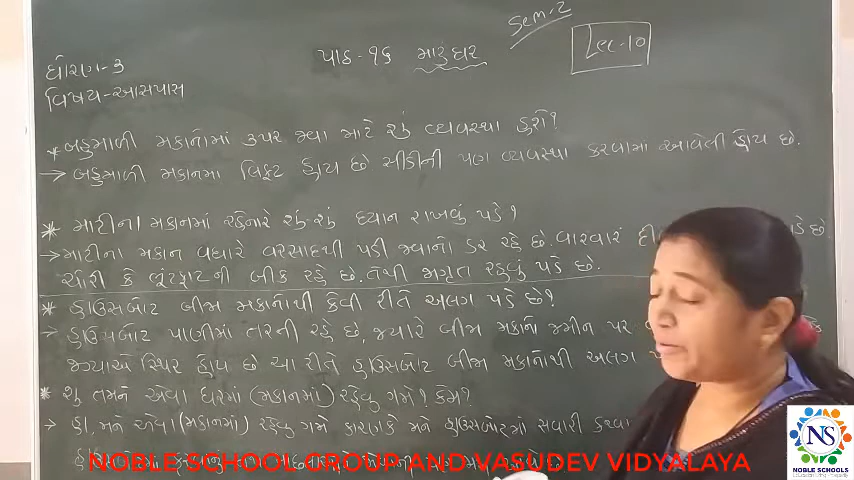 Sem-2
ધોરણ-૩
પાઠ-૧૬ મારું ઘર
Lec-10
વિષય-આસપાસ
* બહુમાળી મકાનોમાં ઉપર જવા માટે શું વ્યવસ્થા હશે?
→ બહુમાળી મકાનમાં લિફ્ટ હોય છે સીડીની પણ વ્યવસ્થા કરવામાં આવેલી હોય છે.
* માટીના મકાનમાં રહેનારે શું-શું ધ્યાન રાખવું પડે?
→ માટીના મકાન વધારે વરસાદથી પડી જવાનો ડર રહે છે. વારંવાર પડે છે
ચોરી કે લૂંટફાટની બીક રહે છે. તેથી જાગૃત રહેવું પડે છે.
* હાઉસબોટ બીજા મકાનોથી કેવી રીતે અલગ પડે છે?
→ હાઉસબોટ પાણીમાં તરતી રહે છે, જ્યારે બીજા મકાનો જમીન પર
જગ્યાએ સ્થિર હોય છે આ રીતે હાઉસબોટ બીજા મકાનોથી અલગ
* શું તમને એવા ઘરમાં (મકાનમાં) રહેવું ગમે? કેમ?
→ હા, મને એવા (મકાનમાં) રહેવું ગમે કારણકે મને હાઉસબોટમાં સવારી કરવા
NOBLE SCHOOL GROUP AND VASUDEV VIDYALAYA
NS
NOBLE SCHOOLS